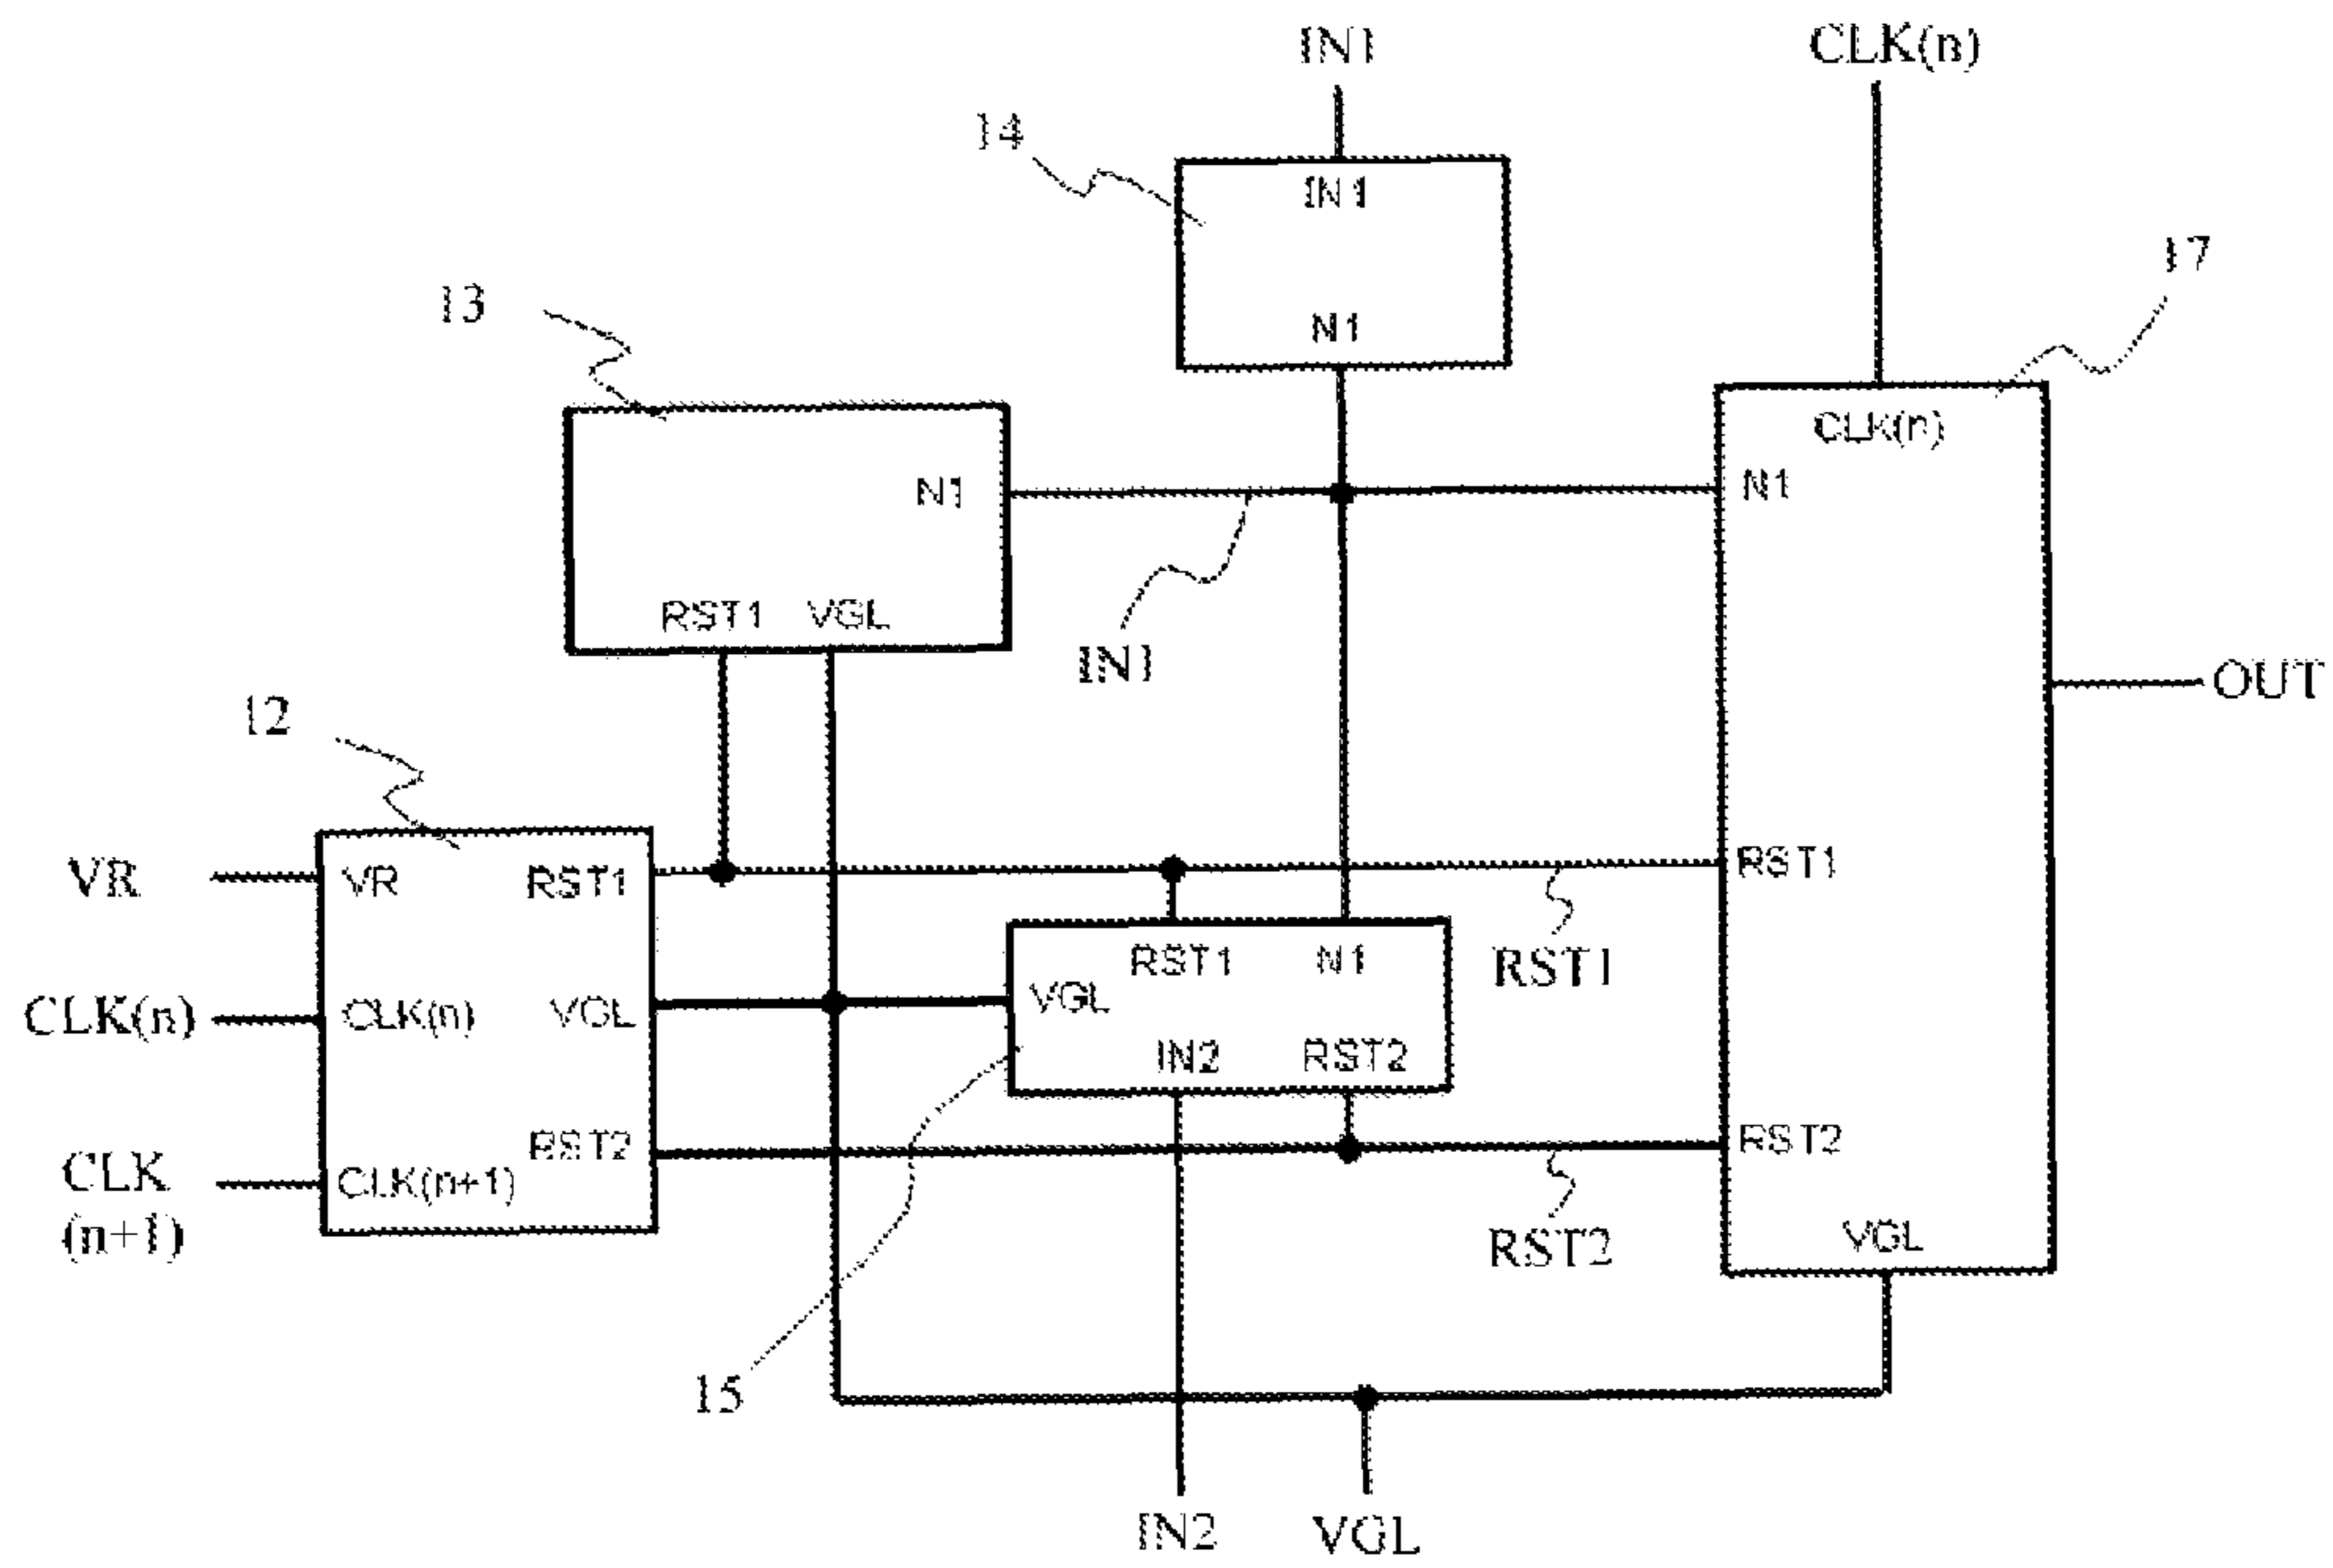 IN1
CLK(n)
14
IN1
N1
17
13
CLK(n)
N1
N1
RST1 VGL
IN1
OUT
12
VR
VR
RST1
RST1
RST1
RST1 N1
CLK(n)
CLK(n)
VGL
VGL
IN2 RST2
RST2
RST2
CLK
(n+1)
CLK(n+1)
RST2
VGL
15
IN2
VGL